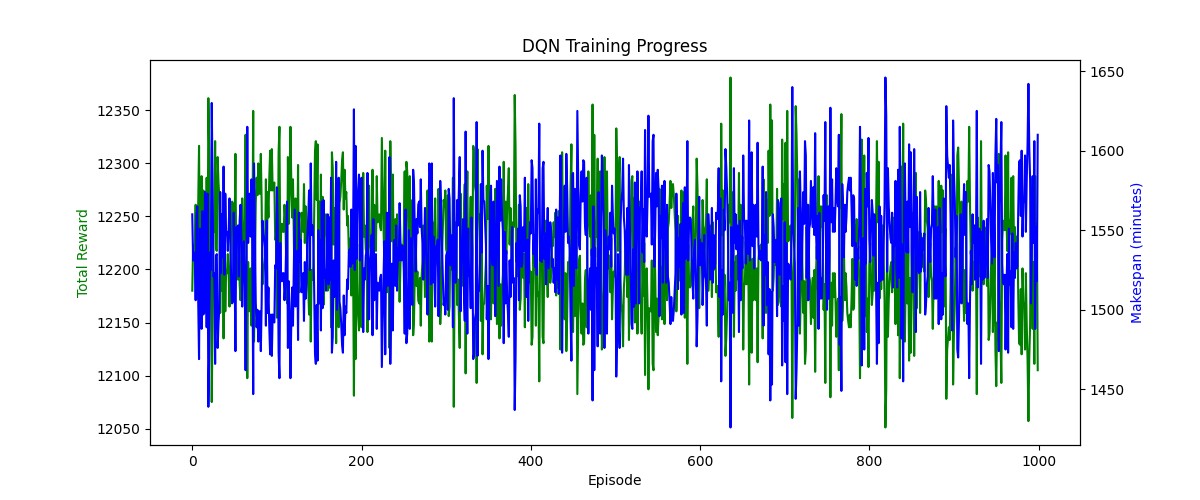 DQN Training Progress
12350
12300
12250
12200
12150
12100
12050
Total Reward
1650
1600
1550
1500
1450
Makespan (minutes)
0 200 400 600 800 1000
Episode